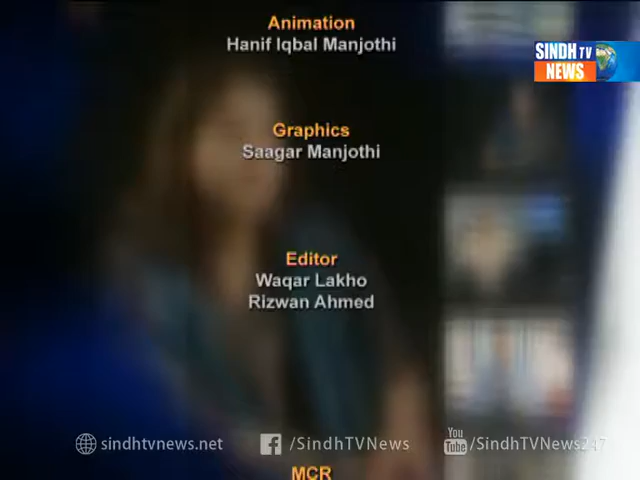 Animation
Hanif Iqbal Manjothi
SINDH TV
NEWS
Graphics
Saagar Manjothi
Editor
Waqar Lakho
Rizwan Ahmed
sindhtvnews.net
/SindhTVNews
You
Tube
/SindhTVNews247
MCR